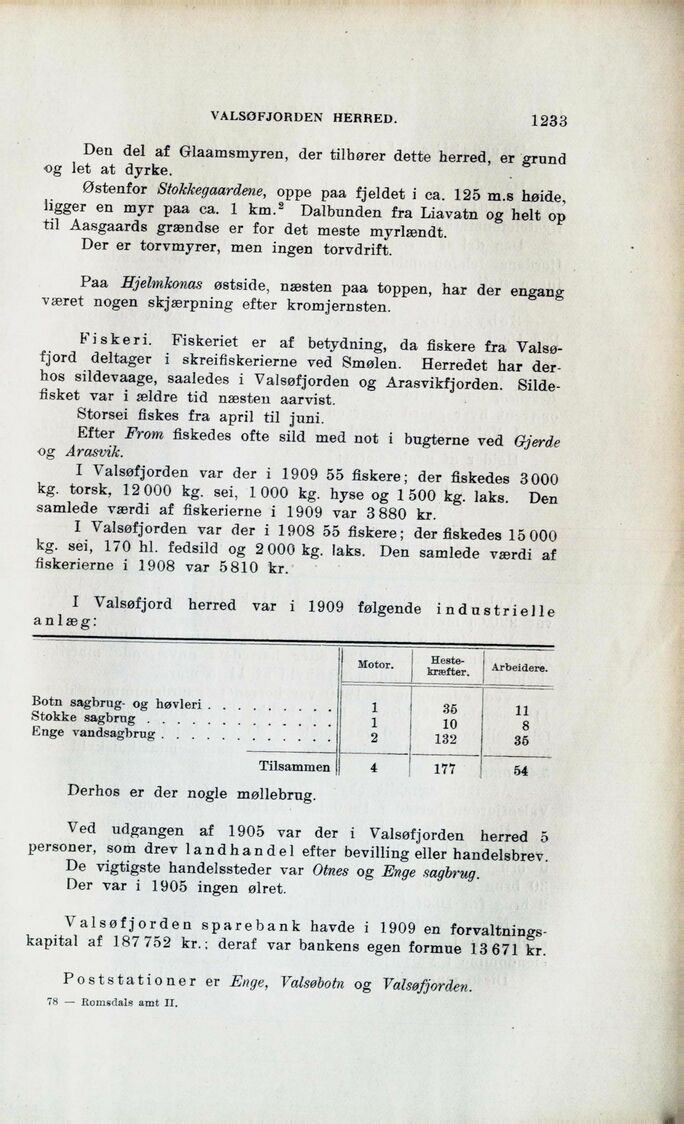 VALSØFJORDEN HERRED. 1233
Den del af Glaamsmyren, der tilhører dette herred, er grund
og let at dyrke.
Østenfor Stokkegaardene, oppe paa fjeldet i ca. 125 m.s høide,
ligger en myr paa ca. 1 km.² Dalbunden fra Liavatn og helt op
til Aasgaards grændse er for det meste myrlændt.
Der er torvmyrer, men ingen torvdrift.
Paa Hjelmkonas østside, næsten paa toppen, har der engang
været nogen skjærpning efter kromjernsten.
Fiskeri. Fiskeriet er af betydning, da fiskere fra Valsø-
fjord deltager i skreifiskerierne ved Smølen. Herredet har der-
hos sildevaage, saaledes i Valsøfjorden og Arasvikfjorden. Silde-
fisket var i ældre tid næsten aarvist.
Storsei fiskes fra april til juni.
Efter From fiskedes ofte sild med not i bugterne ved Gjerde
og Arasvik.
I Valsøfjorden var der i 1909 55 fiskere; der fiskedes 3 000
kg. torsk, 12 000 kg. sei, 1 000 kg. hyse og 1 500 kg. laks. Den
samlede værdi af fiskerierne i 1909 var 3 880 kr.
I Valsøfjorden var der i 1908 55 fiskere; der fiskedes 15 000
kg. sei, 170 hl. fedsild og 2 000 kg. laks. Den samlede værdi af
fiskerierne i 1908 var 5 810 kr.
I Valsøfjord herred var i 1909 følgende industrielle
anlæg:
Motor. Heste-
kræfter. Arbeidere.
Botn sagbrug- og høvleri . . . . . . . . . 1 35 11
Stokke sagbrug . . . . . . . . . . . . . 1 10 8
Enge vandsagbrug . . . . . . . . . . . . 2 132 35
Tilsammen 4 177 54
Derhos er der nogle møllebrug.
Ved udgangen af 1905 var der i Valsøfjorden herred 5
personer, som drev landhandel efter bevilling eller handelsbrev.
De vigtigste handelssteder var Otnes og Enge sagbrug.
Der var i 1905 ingen ølret.
Valsøfjorden sparebank havde i 1909 en forvaltnings-
kapital af 187 752 kr.; deraf var bankens egen formue 13 671 kr.
Poststationer er Enge, Valsøbotn og Valsøfjorden.
78 — Romsdals amt II.